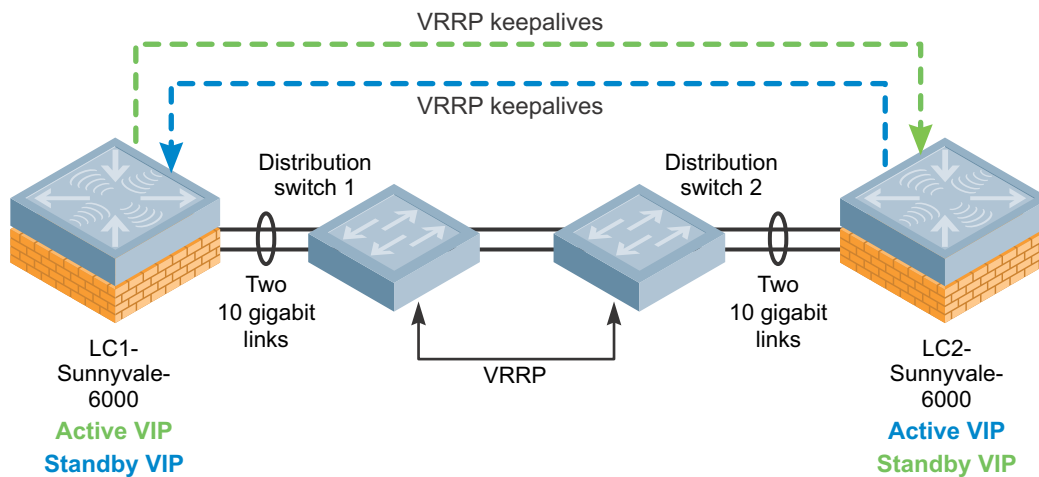 VRRP keepalives
VRRP keepalives
Distribution
switch 1
Distribution
switch 2
Two
10 gigabit
links
Two
10 gigabit
links
VRRP
LC1-
Sunnyvale-
6000
Active VIP
Standby VIP
LC2-
Sunnyvale-
6000
Active VIP
Standby VIP